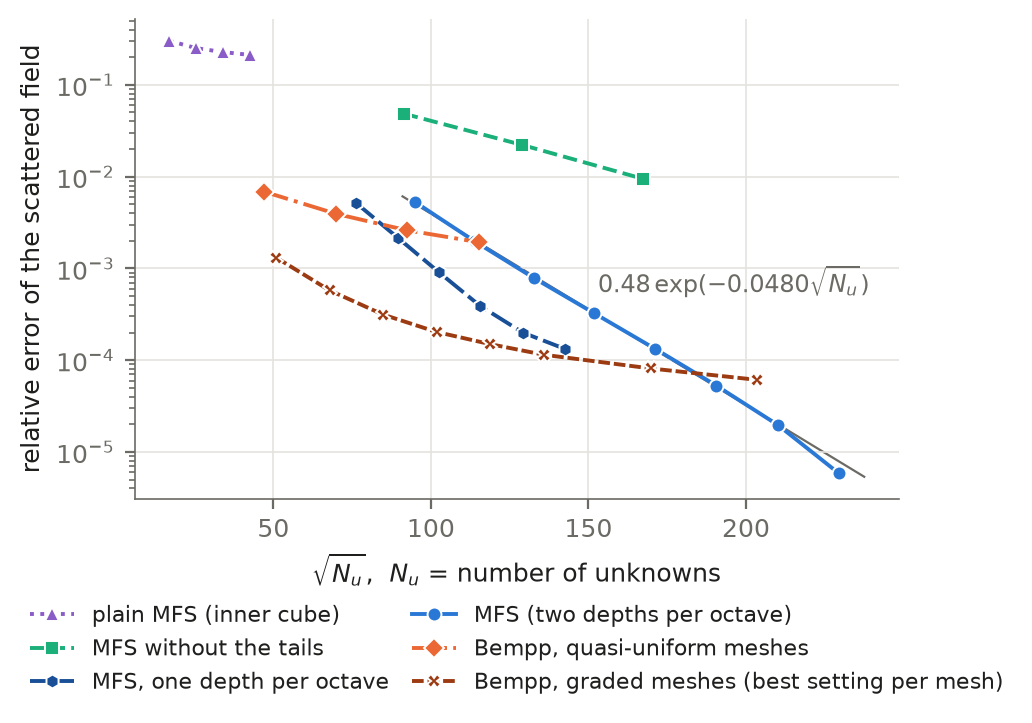 relative error of the scattered field
10⁻¹
10⁻²
10⁻³
10⁻⁴
10⁻⁵
0.48 exp(−0.0480√Nᵤ)
50 100 150 200
√Nᵤ, Nᵤ = number of unknowns
plain MFS (inner cube)
MFS without the tails
MFS, one depth per octave
MFS (two depths per octave)
Bempp, quasi-uniform meshes
Bempp, graded meshes (best setting per mesh)